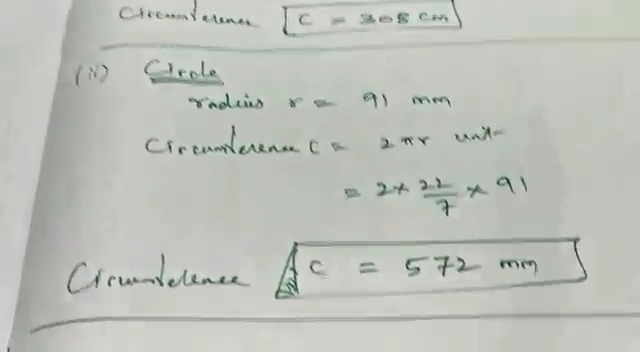 Circumference C = 308 cm
(ii) Circle
radius r = 91 mm
Circumference C = 2πr unit
= 2 × 22/7 × 91
Circumference C = 572 mm